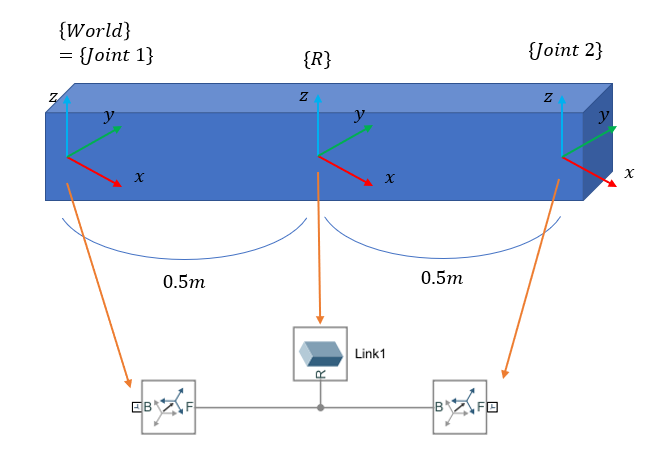 {World}
= {Joint 1}
{R}
{Joint 2}
z
y
x
z
y
x
z
y
x
0.5m
0.5m
Link1
R
B
F
B
F